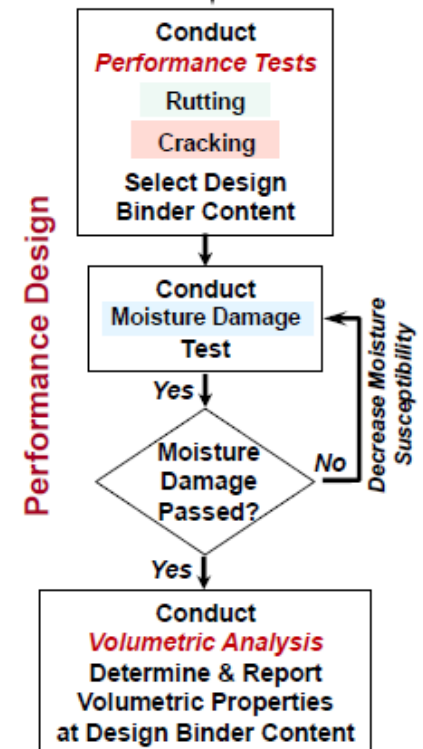 Conduct
Performance Tests
Rutting
Cracking
Select Design
Binder Content
Performance Design
Conduct
Moisture Damage
Test
Decrease Moisture
Susceptibility
Yes
Moisture
Damage
Passed?
No
Yes
Conduct
Volumetric Analysis
Determine & Report
Volumetric Properties
at Design Binder Content